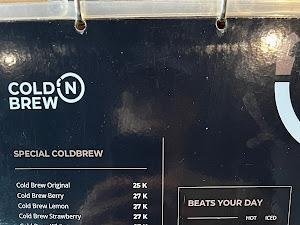 COLD iN
BREW
SPECIAL COLDBREW
Cold Brew Original 25 K
Cold Brew Berry 27 K
Cold Brew Lemon 27 K
Cold Brew Strawberry 27 K
BEATS YOUR DAY
HOT ICED